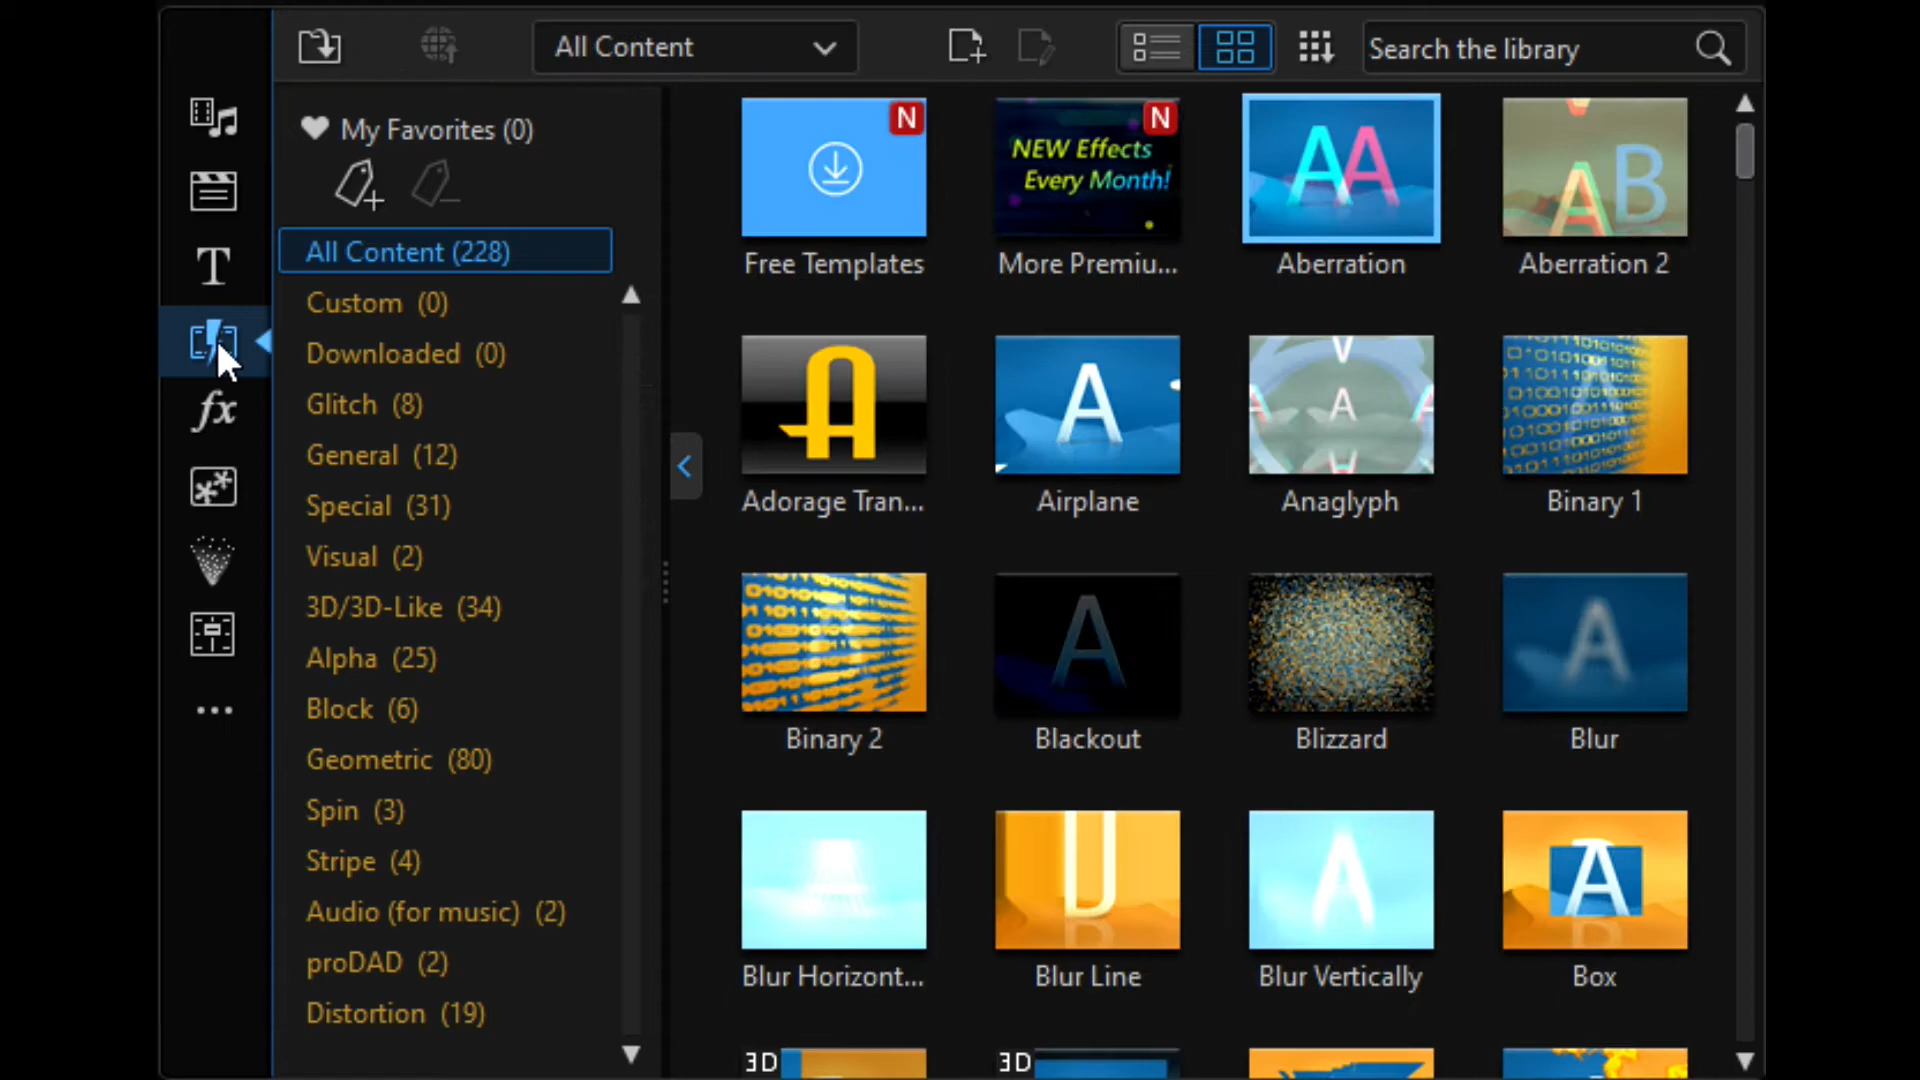 All Content
Search the library
My Favorites (0)
All Content (228)
Custom (0)
Downloaded (0)
Glitch (8)
General (12)
Special (31)
Visual (2)
3D/3D-Like (34)
Alpha (25)
Block (6)
Geometric (80)
Spin (3)
Stripe (4)
Audio (for music) (2)
proDAD (2)
Distortion (19)
T
fx
N
Free Templates
NEW Effects
Every Month!
N
More Premiu...
AA
Aberration
AB
Aberration 2
A
Adorage Tran...
A
Airplane
A
Anaglyph
Binary 1
Binary 2
A
Blackout
Blizzard
A
Blur
Blur Horizont...
Blur Line
A
Blur Vertically
A
Box
3D
3D